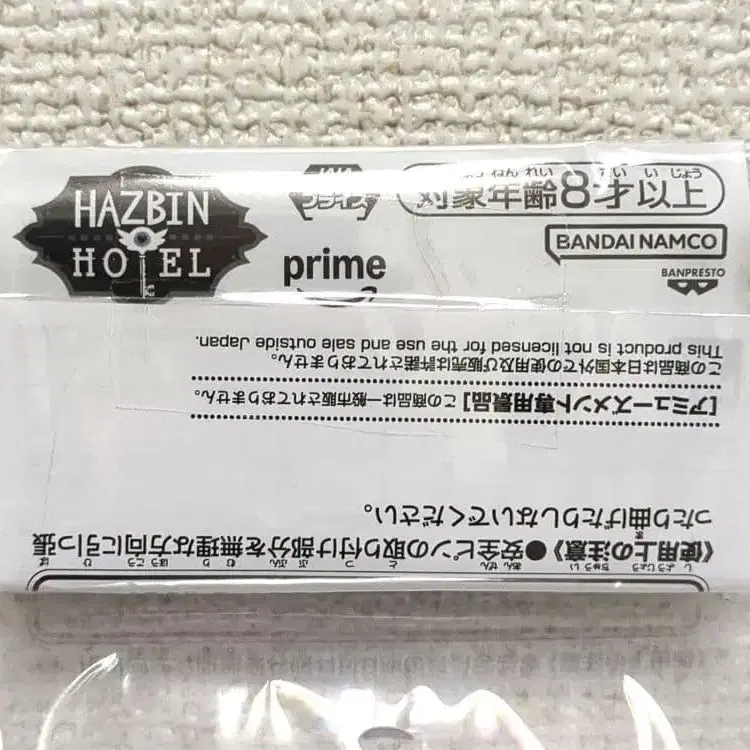 HAZBIN
HOTEL
prime
対象年齢8才以上
BANDAI NAMCO
BANPRESTO
《使用上の注意》●安全ピンの取り付け部分を無理な方向に引っ張
ったり曲げたりしないでください。
[アミューズメント専用景品] この商品は一般市販されておりません。
この商品は日本国外での使用及び販売は許諾されておりません。
This product is not licensed for the use and sale outside Japan.